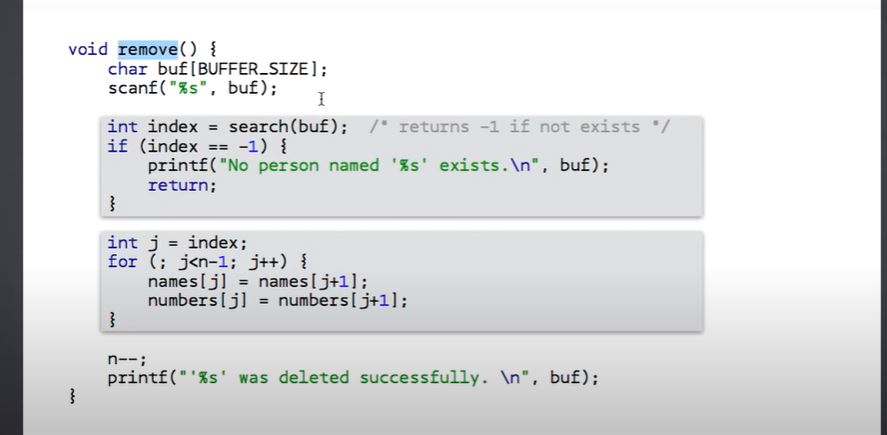 void remove() {
char buf[BUFFER_SIZE];
scanf("%s", buf);
int index = search(buf); /* returns -1 if not exists */
if (index == -1) {
printf("No person named '%s' exists.\n", buf);
return;
}
int j = index;
for (; j<n-1; j++) {
names[j] = names[j+1];
numbers[j] = numbers[j+1];
}
n--;
printf("'%s' was deleted successfully. \n", buf);
}